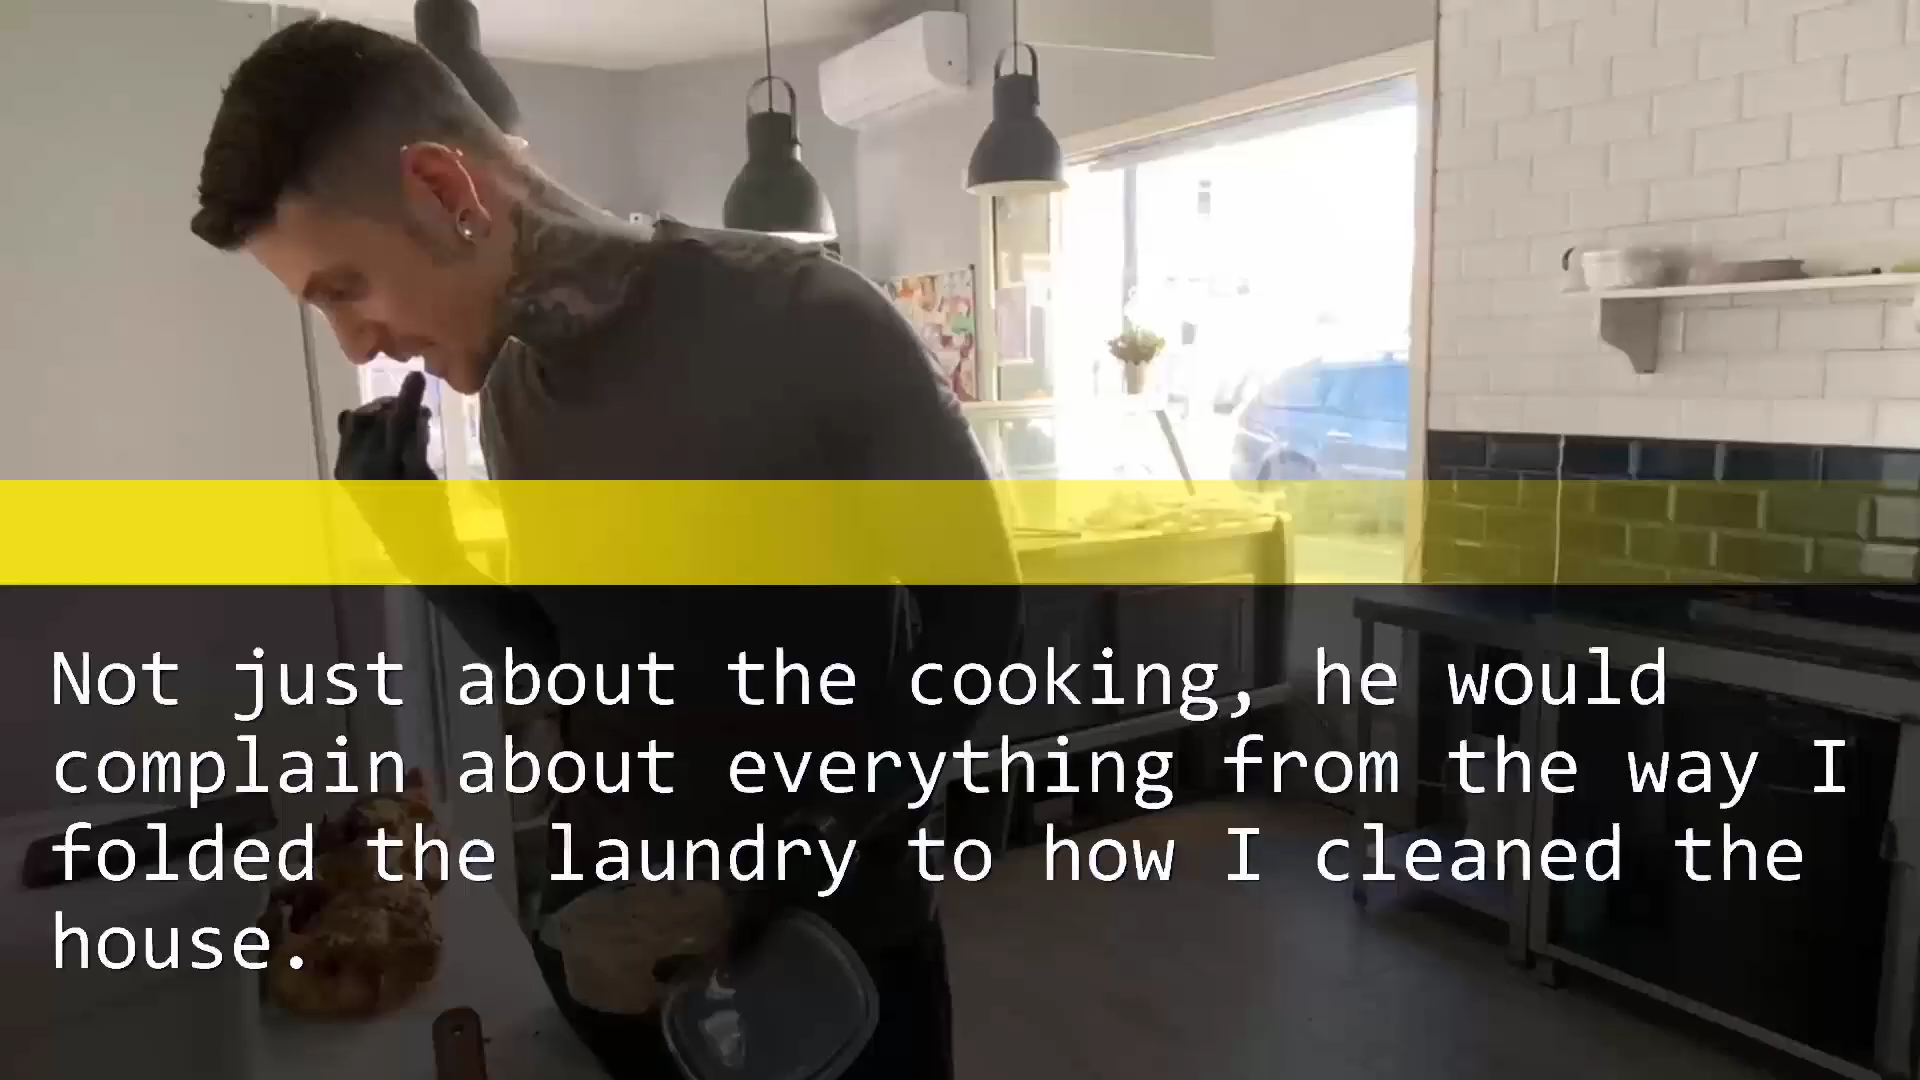 Not just about the cooking, he would
complain about everything from the way I
folded the laundry to how I cleaned the
house.